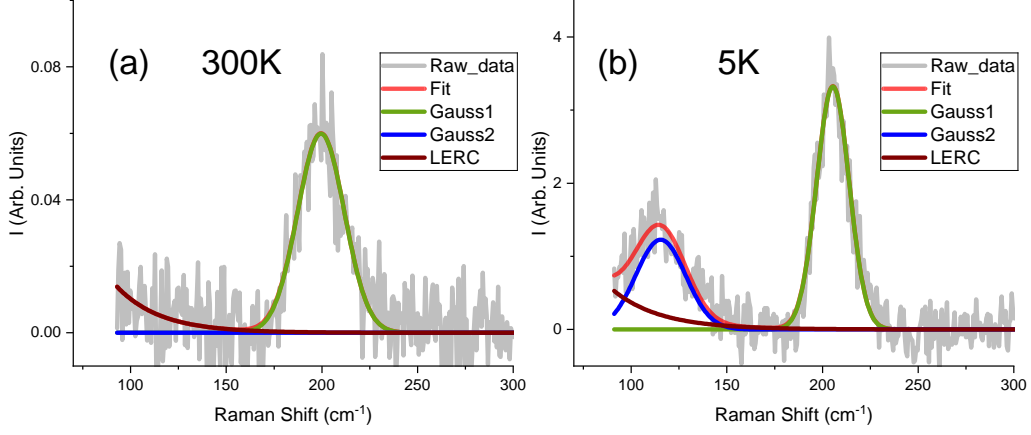 (a) 300K
Raw_data
Fit
Gauss1
Gauss2
LERC
0.08
0.04
0.00
I (Arb. Units)
100 150 200 250 300
Raman Shift (cm⁻¹)
(b) 5K
Raw_data
Fit
Gauss1
Gauss2
LERC
4
2
0
I (Arb. Units)
100 150 200 250 300
Raman Shift (cm⁻¹)